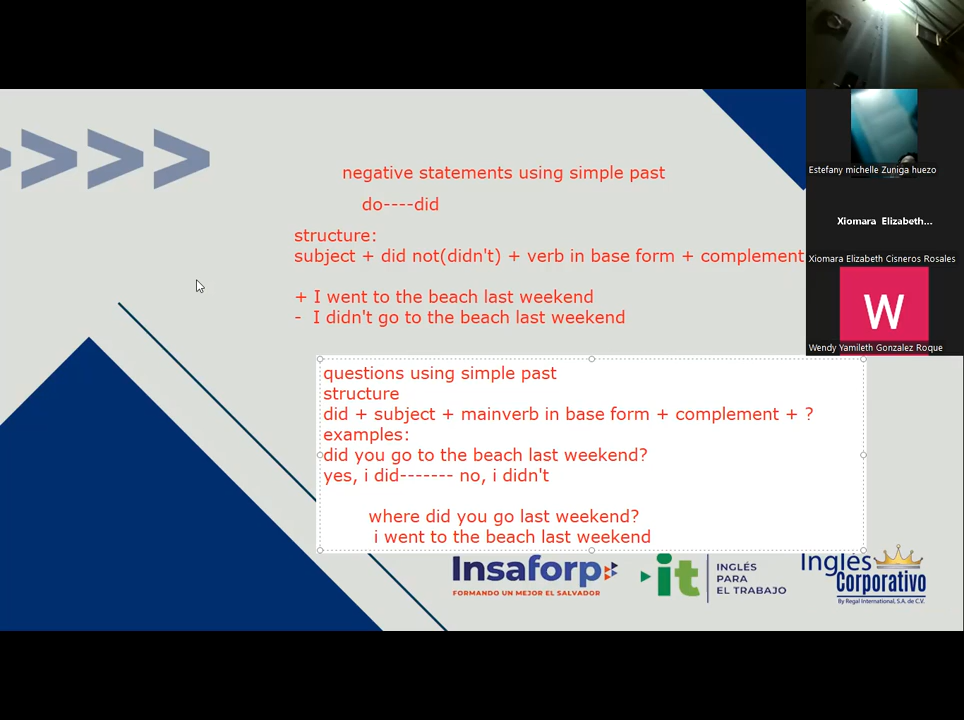 negative statements using simple past
do----did
structure:
subject + did not(didn't) + verb in base form + complement
+ I went to the beach last weekend
- I didn't go to the beach last weekend
questions using simple past
structure
did + subject + mainverb in base form + complement + ?
examples:
did you go to the beach last weekend?
yes, i did------- no, i didn't
where did you go last weekend?
i went to the beach last weekend
Insaforp
FORMANDO UN MEJOR EL SALVADOR
it
INGLÉS
PARA
EL TRABAJO
Inglés
Corporativo
By Regal International, S.A. de C.V.
Estefany michelle Zuniga huezo
Xiomara Elizabeth...
Xiomara Elizabeth Cisneros Rosales
W
Wendy Yamileth Gonzalez Roque